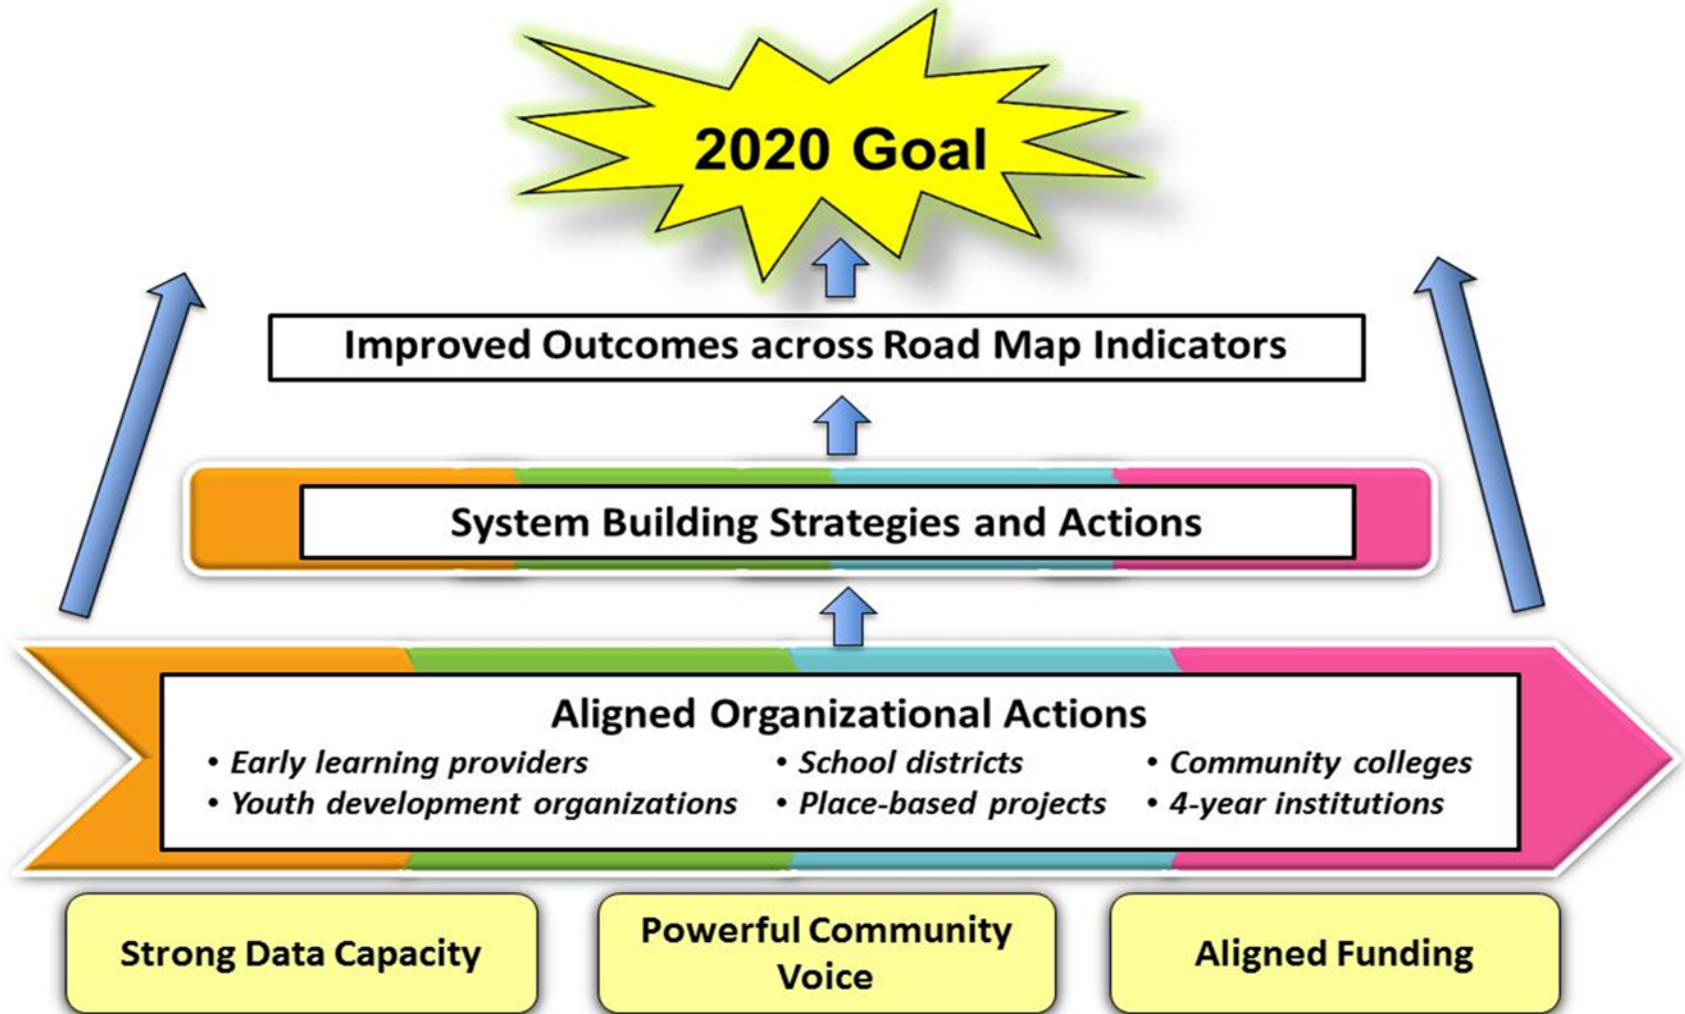 2020 Goal
Improved Outcomes across Road Map Indicators
System Building Strategies and Actions
Aligned Organizational Actions
• Early learning providers
• Youth development organizations
• School districts
• Place-based projects
• Community colleges
• 4-year institutions
Strong Data Capacity
Powerful Community
Voice
Aligned Funding